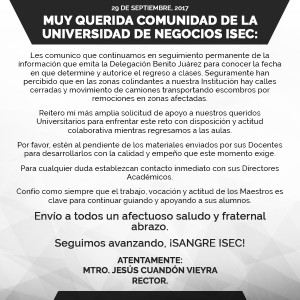 29 DE SEPTIEMBRE, 2017
MUY QUERIDA COMUNIDAD DE LA
UNIVERSIDAD DE NEGOCIOS ISEC:
Les comunico que continuamos en seguimiento permanente de la
información que emita la Delegación Benito Juárez para conocer la fecha
en que determine y autorice el regreso a clases. Seguramente han
percibido que en las zonas colindantes a nuestra Institución hay calles
cerradas y movimiento de camiones transportando escombros por
remociones en zonas afectadas.
Reitero mi más amplia solicitud de apoyo a nuestros queridos
Universitarios para enfrentar este reto con disposición y actitud
colaborativa mientras regresamos a las aulas.
Por favor, estén al pendiente de los materiales enviados por sus Docentes
para desarrollarlos con la calidad y empeño que este momento exige.
Para cualquier duda establezcan contacto inmediato con sus Directores
Académicos.
Confío como siempre que el trabajo, vocación y actitud de los Maestros es
clave para continuar guiando y apoyando a sus alumnos.
Envío a todos un afectuoso saludo y fraternal
abrazo.
Seguimos avanzando, ¡SANGRE ISEC!
ATENTAMENTE:
MTRO. JESÚS CUANDÓN VIEYRA
RECTOR.